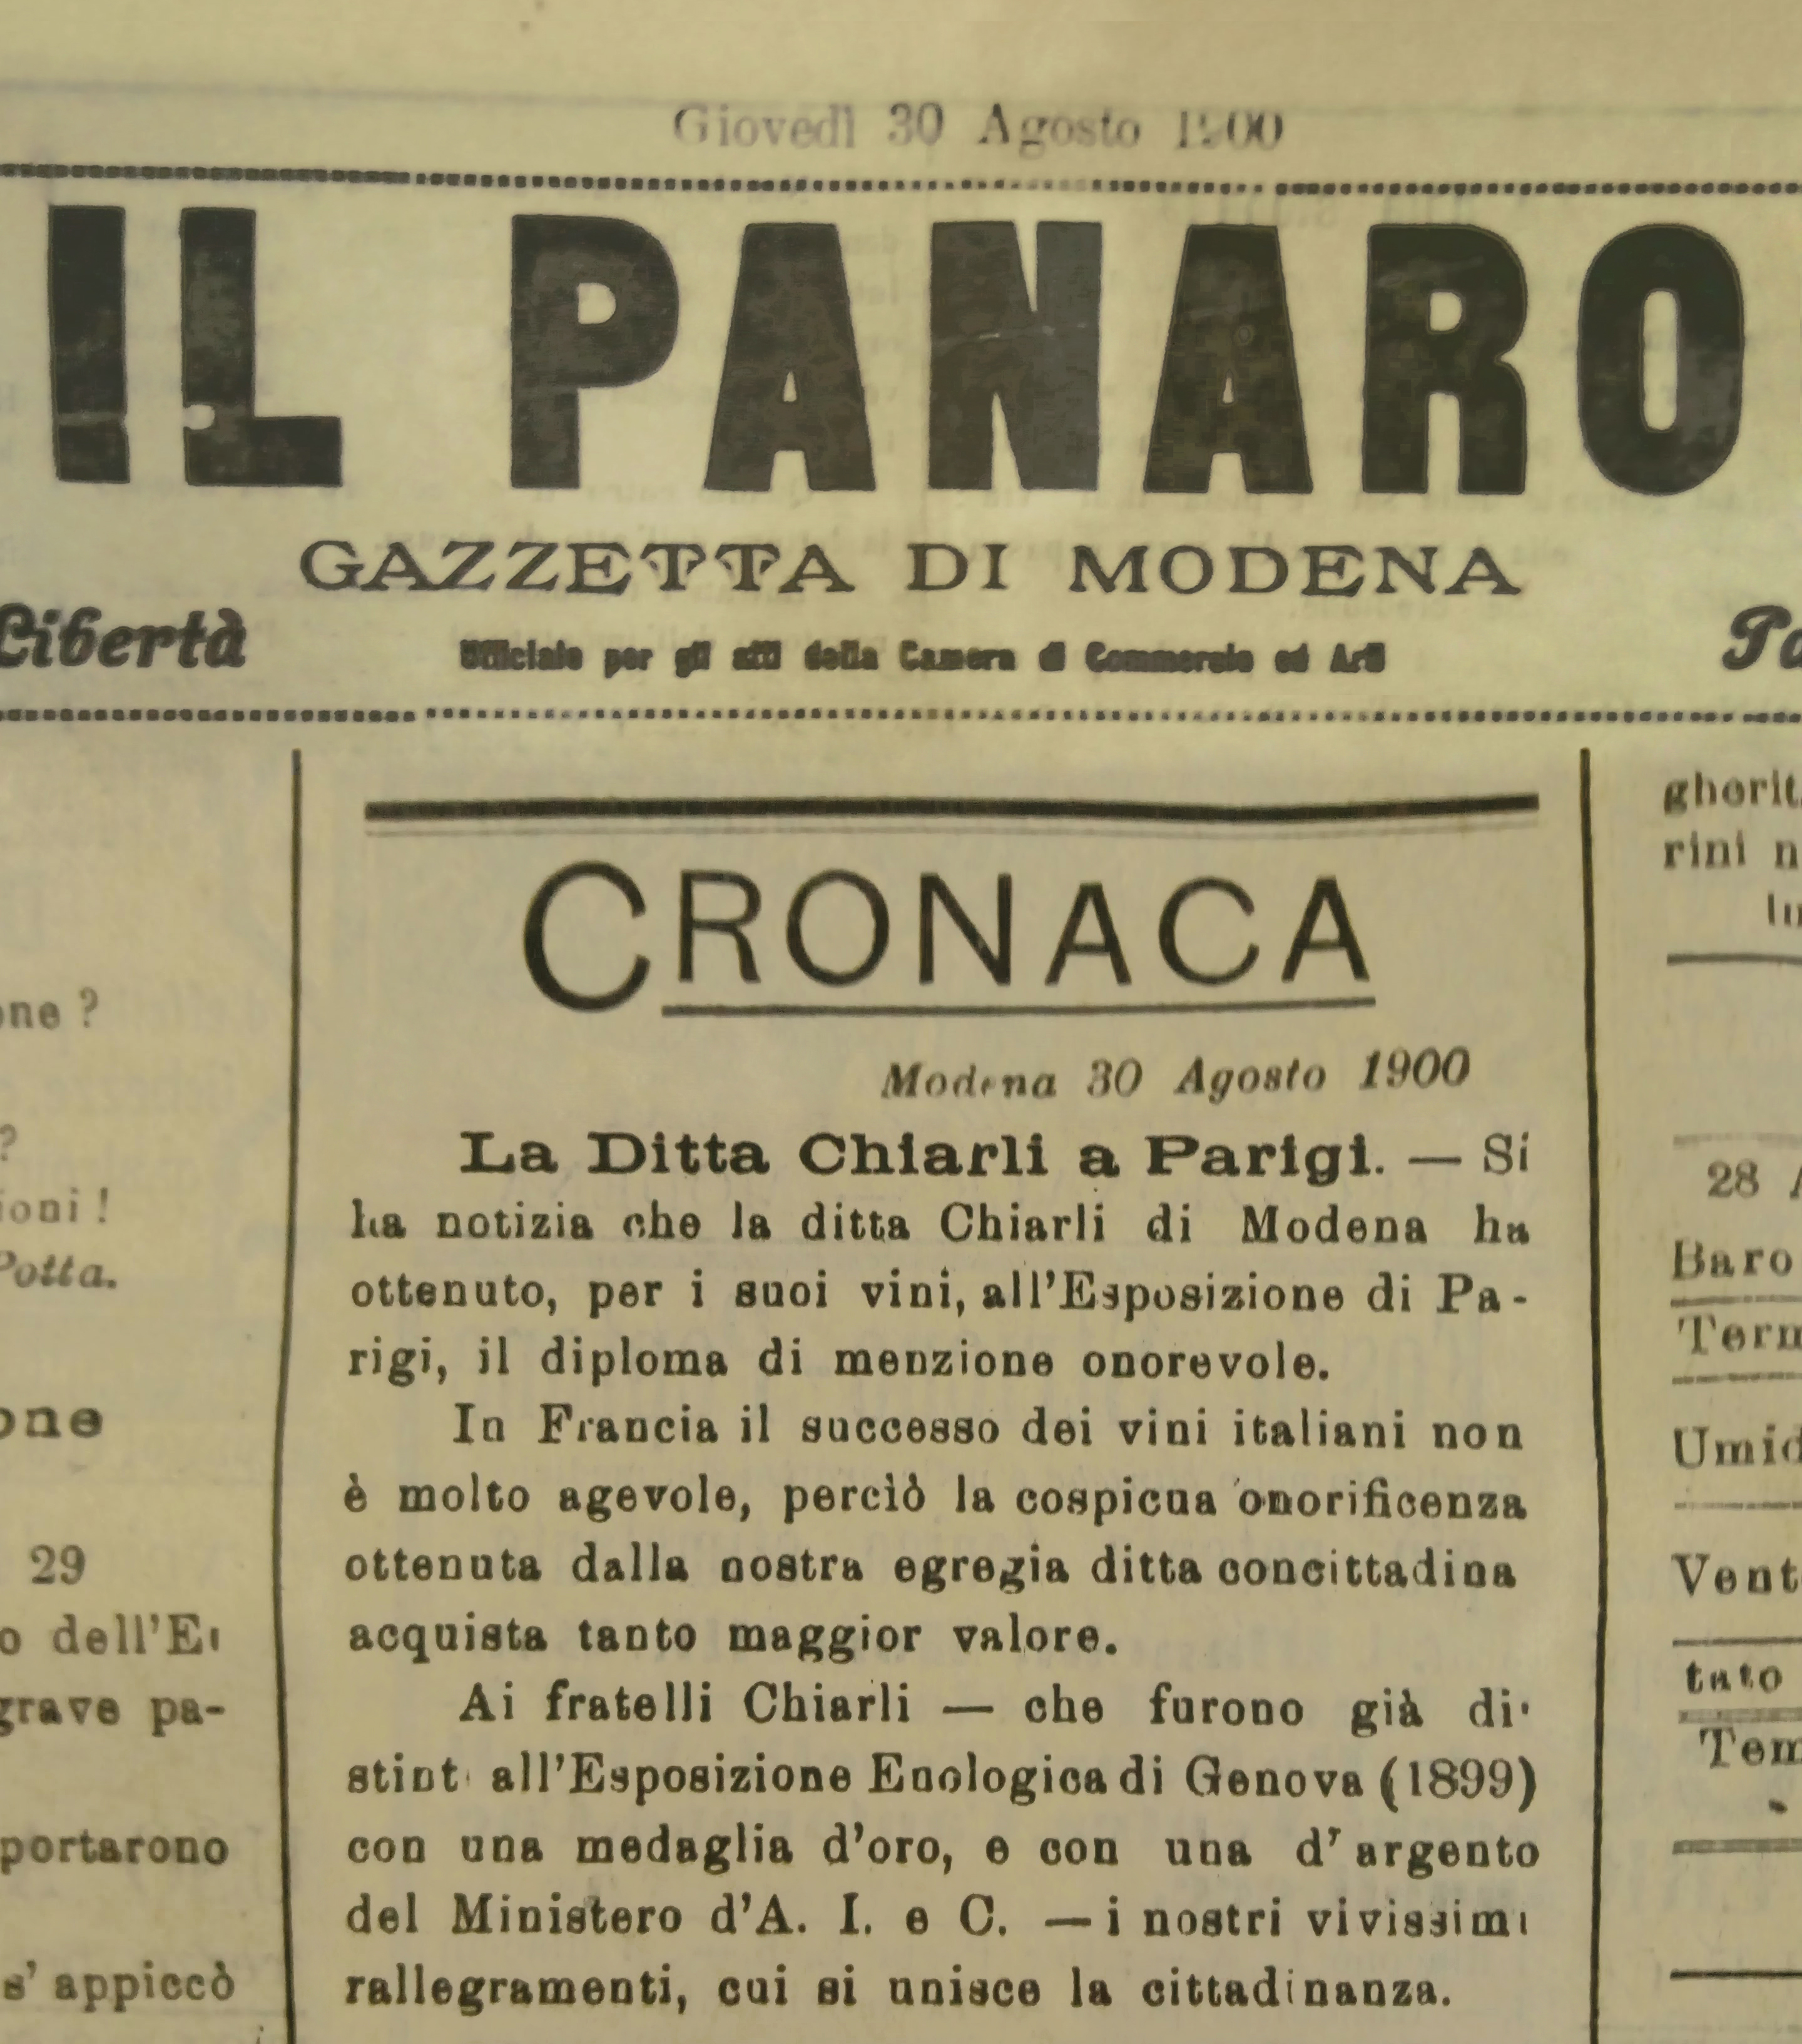 Giovedì 30 Agosto 1900
IL PANARO
GAZZETTA DI MODENA
Libertà
Ufficiale per gli atti della Camera di Commercio ed Arti
CRONACA
Modena 30 Agosto 1900
La Ditta Chiarli a Parigi. — Si
ha notizia che la ditta Chiarli di Modena ha
ottenuto, per i suoi vini, all'Esposizione di Pa-
rigi, il diploma di menzione onorevole.
In Francia il successo dei vini italiani non
è molto agevole, perciò la cospicua onorificenza
ottenuta dalla nostra egregia ditta concittadina
acquista tanto maggior valore.
Ai fratelli Chiarli — che furono già di-
stint all'Esposizione Enologica di Genova (1899)
con una medaglia d'oro, e con una d' argento
del Ministero d'A. I. e C. — i nostri vivissimi
rallegramenti, cui si unisce la cittadinanza.
one ?
?
ioni !
Potta.
one
29
o dell'E
grave pa-
portarono
s' appiccò
gherit
rini n
28
Baro
Term
Umid
Vent
tato
Tem